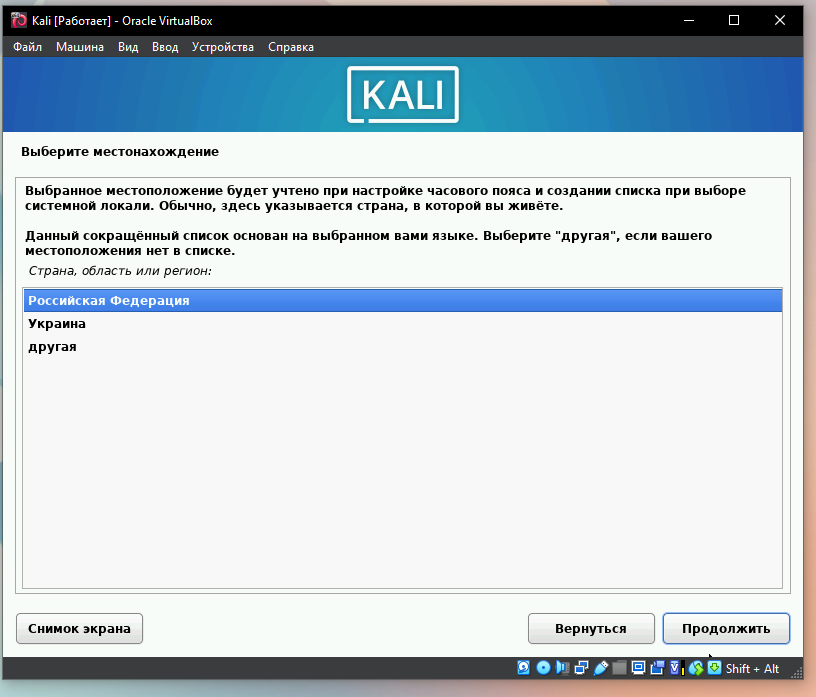 Kali [Работает] - Oracle VirtualBox
Файл Машина Вид Ввод Устройства Справка
KALI
Выберите местонахождение
Выбранное местоположение будет учтено при настройке часового пояса и создании списка при выборе
системной локали. Обычно, здесь указывается страна, в которой вы живёте.
Данный сокращённый список основан на выбранном вами языке. Выберите "другая", если вашего
местоположения нет в списке.
Страна, область или регион:
Российская Федерация
Украина
другая
Снимок экрана Вернуться Продолжить
Shift + Alt